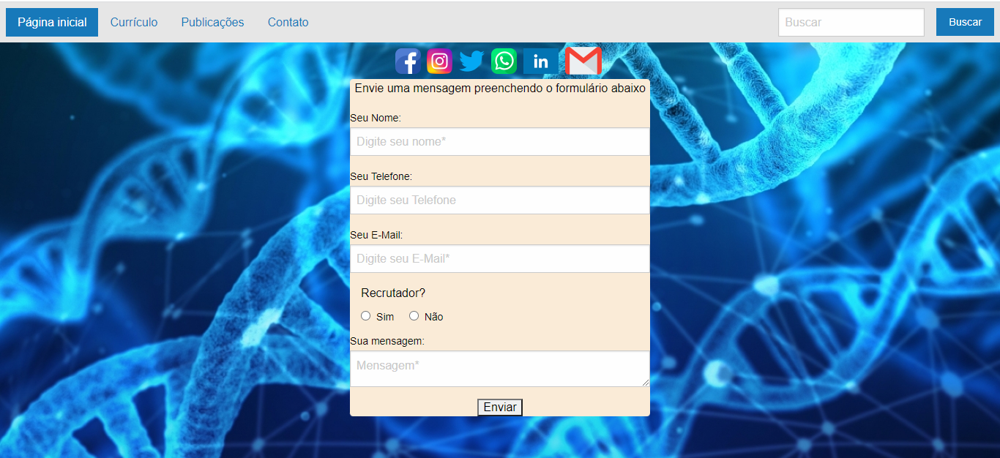 Página inicial Currículo Publicações Contato Buscar Buscar
f in
Envie uma mensagem preenchendo o formulário abaixo
Seu Nome:
Digite seu nome*
Seu Telefone:
Digite seu Telefone
Seu E-Mail:
Digite seu E-Mail*
Recrutador?
Sim Não
Sua mensagem:
Mensagem*
Enviar